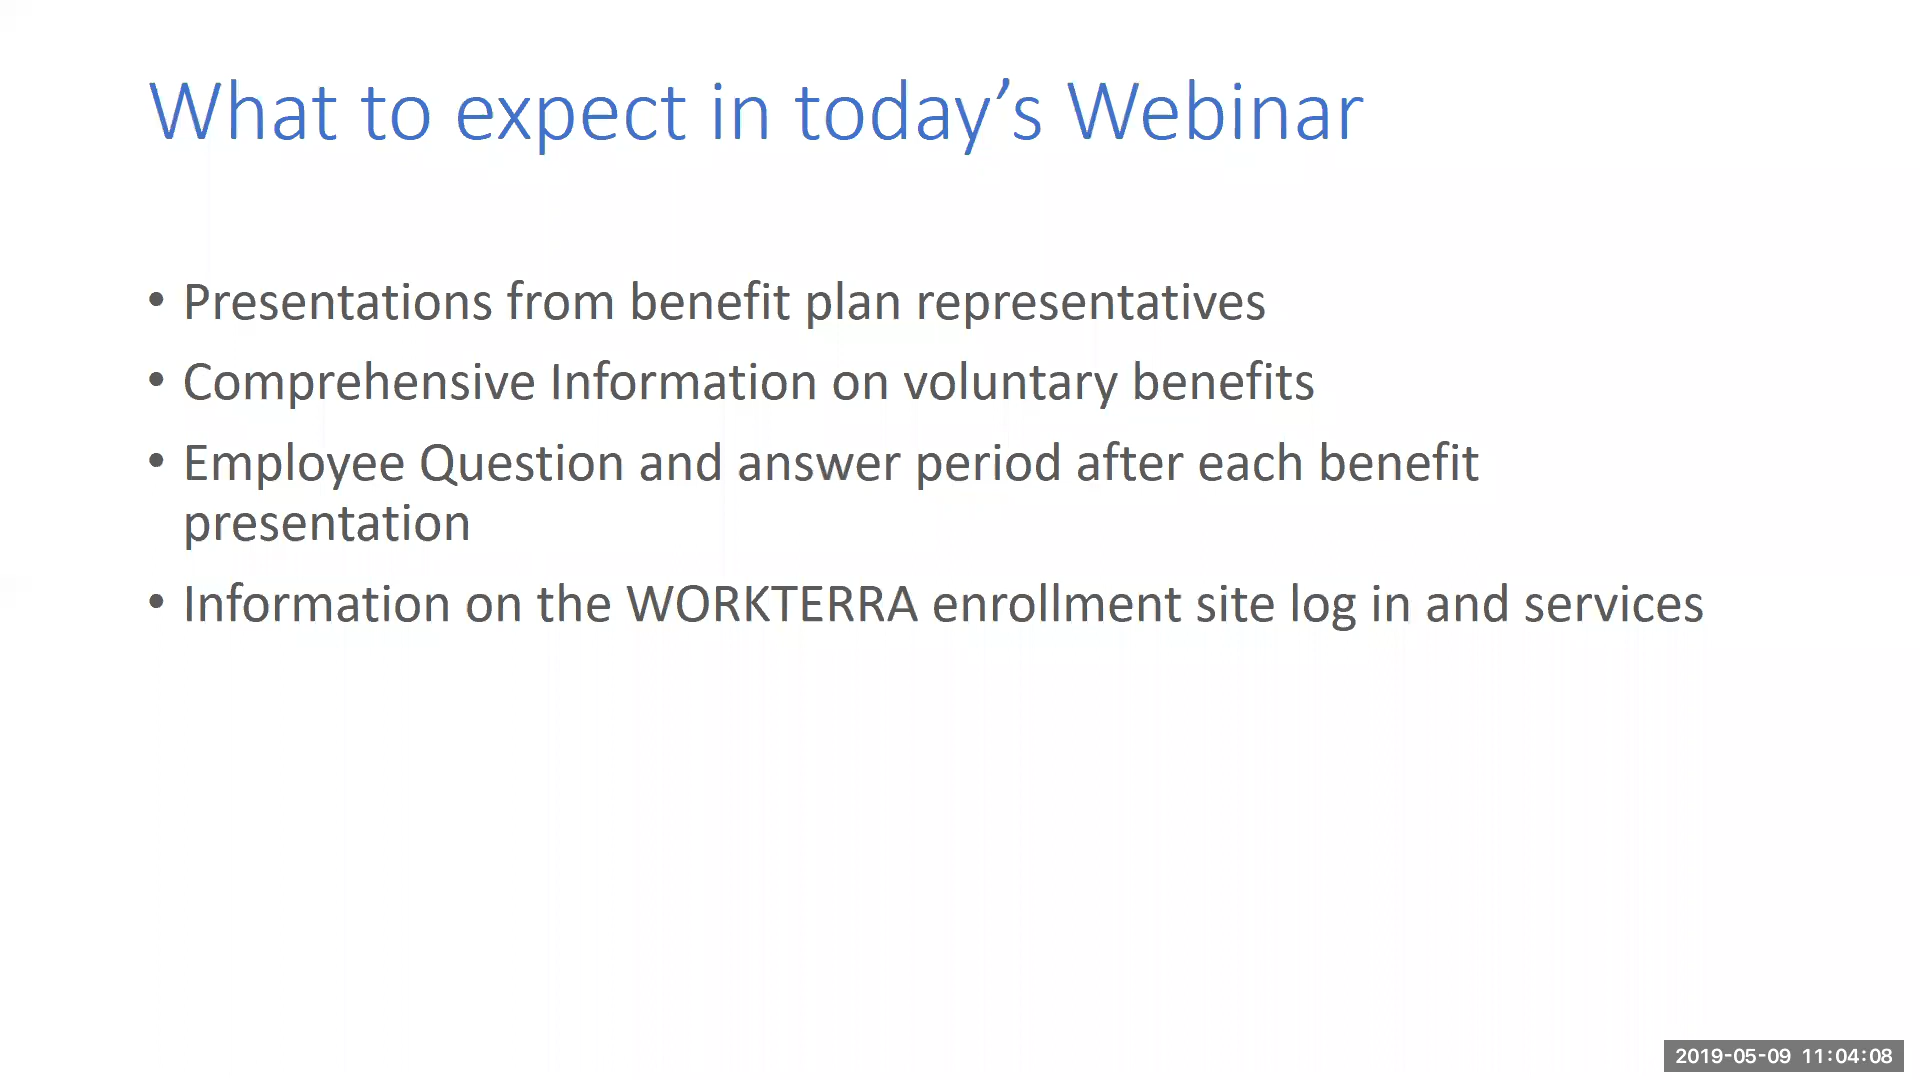 What to expect in today’s Webinar
• Presentations from benefit plan representatives
• Comprehensive Information on voluntary benefits
• Employee Question and answer period after each benefit
presentation
• Information on the WORKTERRA enrollment site log in and services
2019-05-09 11:04:08